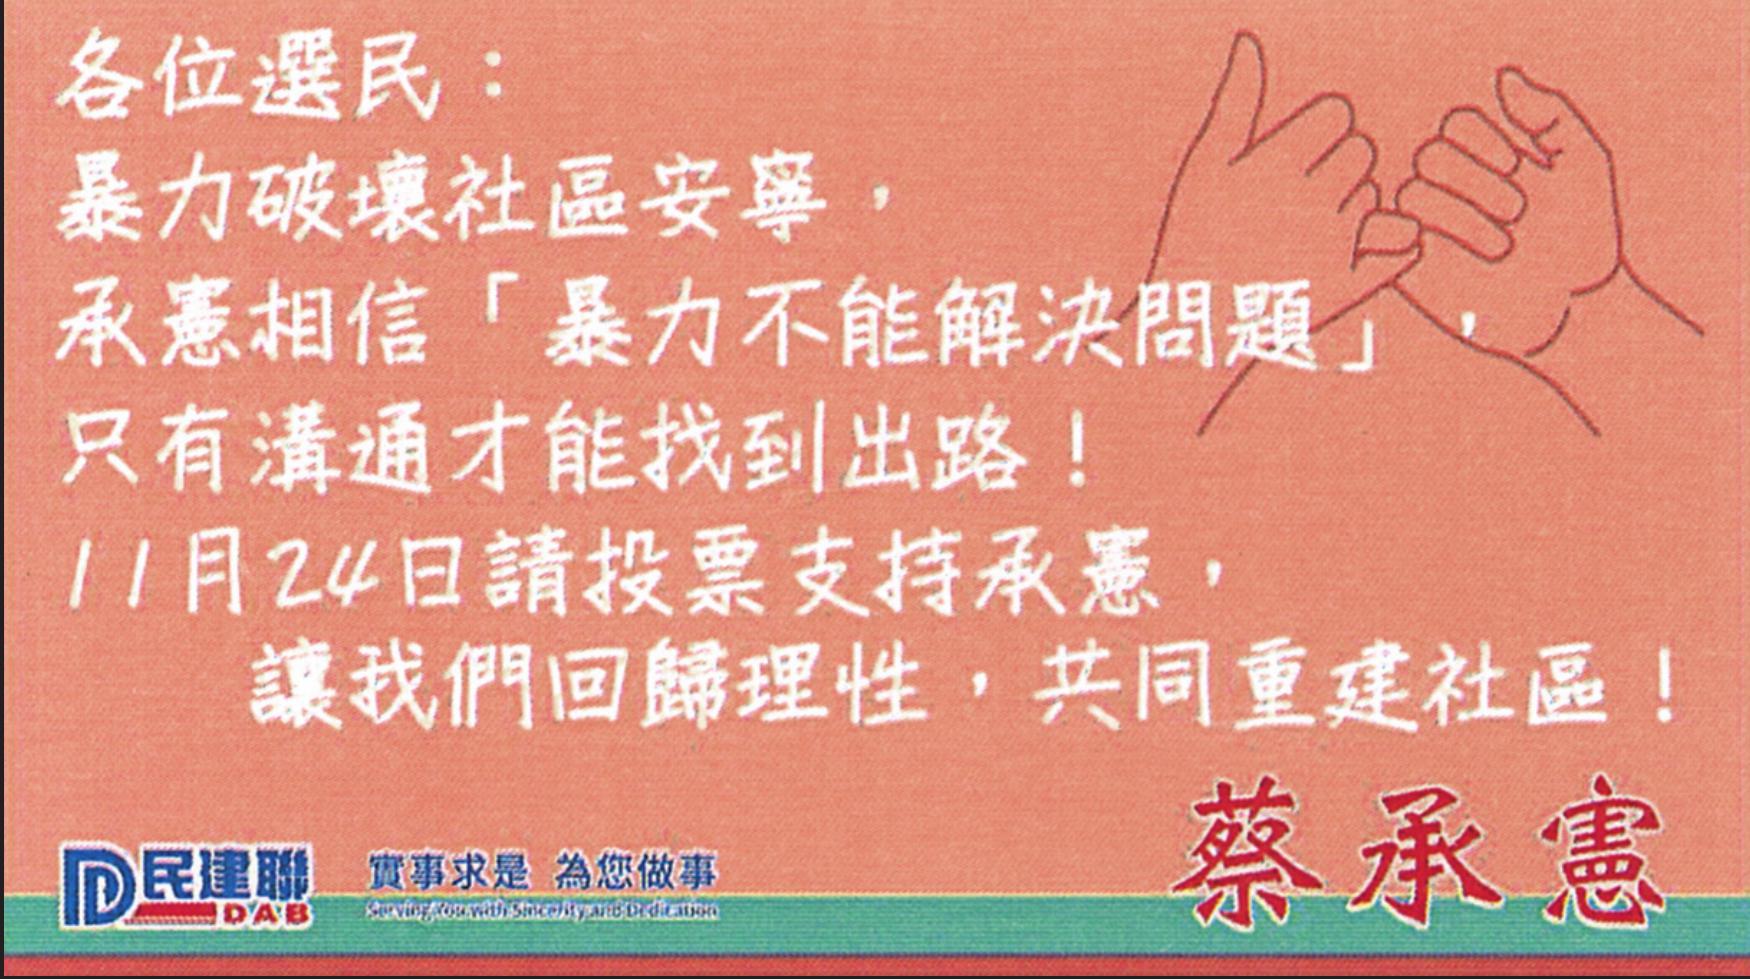 各位選民：
暴力破壞社區安寧，
承憲相信「暴力不能解決問題」，
只有溝通才能找到出路！
11月24日請投票支持承憲，
讓我們回歸理性，共同重建社區！
蔡承憲
民建聯
DAB
實事求是 為您做事
Serving You with Sincerity and Dedication